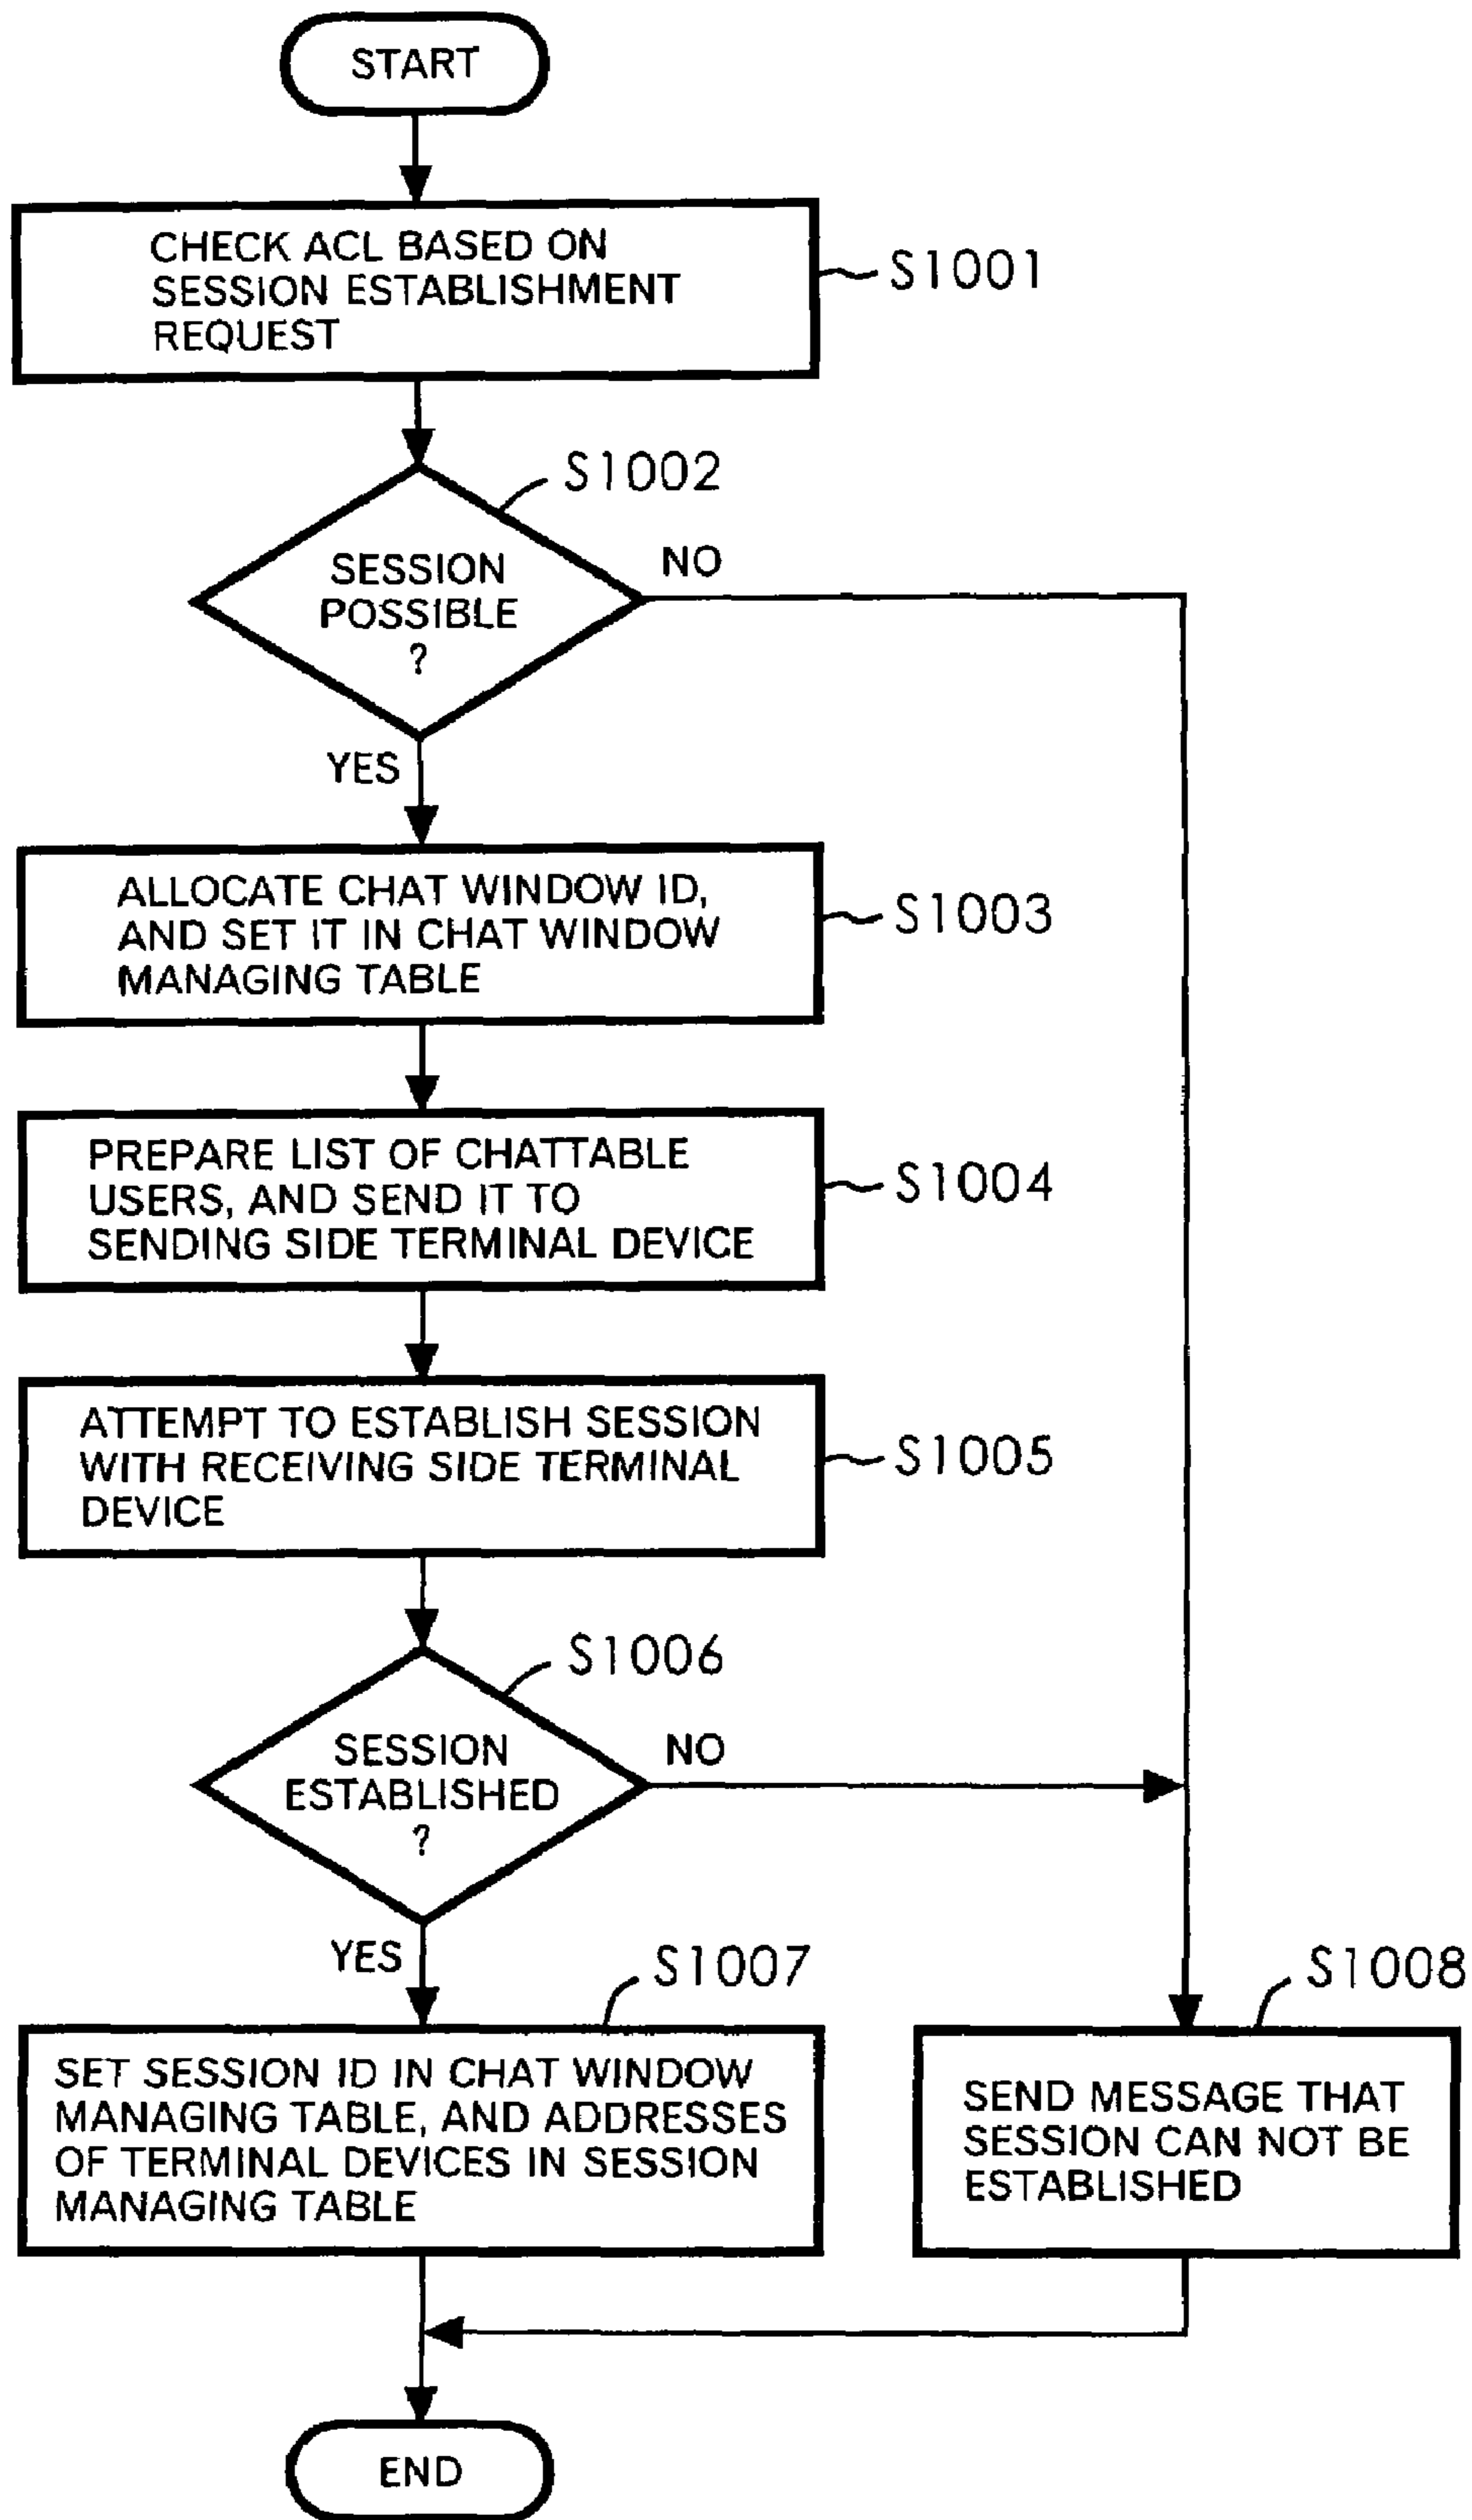 START
CHECK ACL BASED ON
SESSION ESTABLISHMENT
REQUEST
S1001
S1002
SESSION
POSSIBLE
?
NO
YES
ALLOCATE CHAT WINDOW ID,
AND SET IT IN CHAT WINDOW
MANAGING TABLE
S1003
PREPARE LIST OF CHATTABLE
USERS, AND SEND IT TO
SENDING SIDE TERMINAL DEVICE
S1004
ATTEMPT TO ESTABLISH SESSION
WITH RECEIVING SIDE TERMINAL
DEVICE
S1005
S1006
SESSION
ESTABLISHED
?
NO
YES
S1007
SET SESSION ID IN CHAT WINDOW
MANAGING TABLE, AND ADDRESSES
OF TERMINAL DEVICES IN SESSION
MANAGING TABLE
S1008
SEND MESSAGE THAT
SESSION CAN NOT BE
ESTABLISHED
END